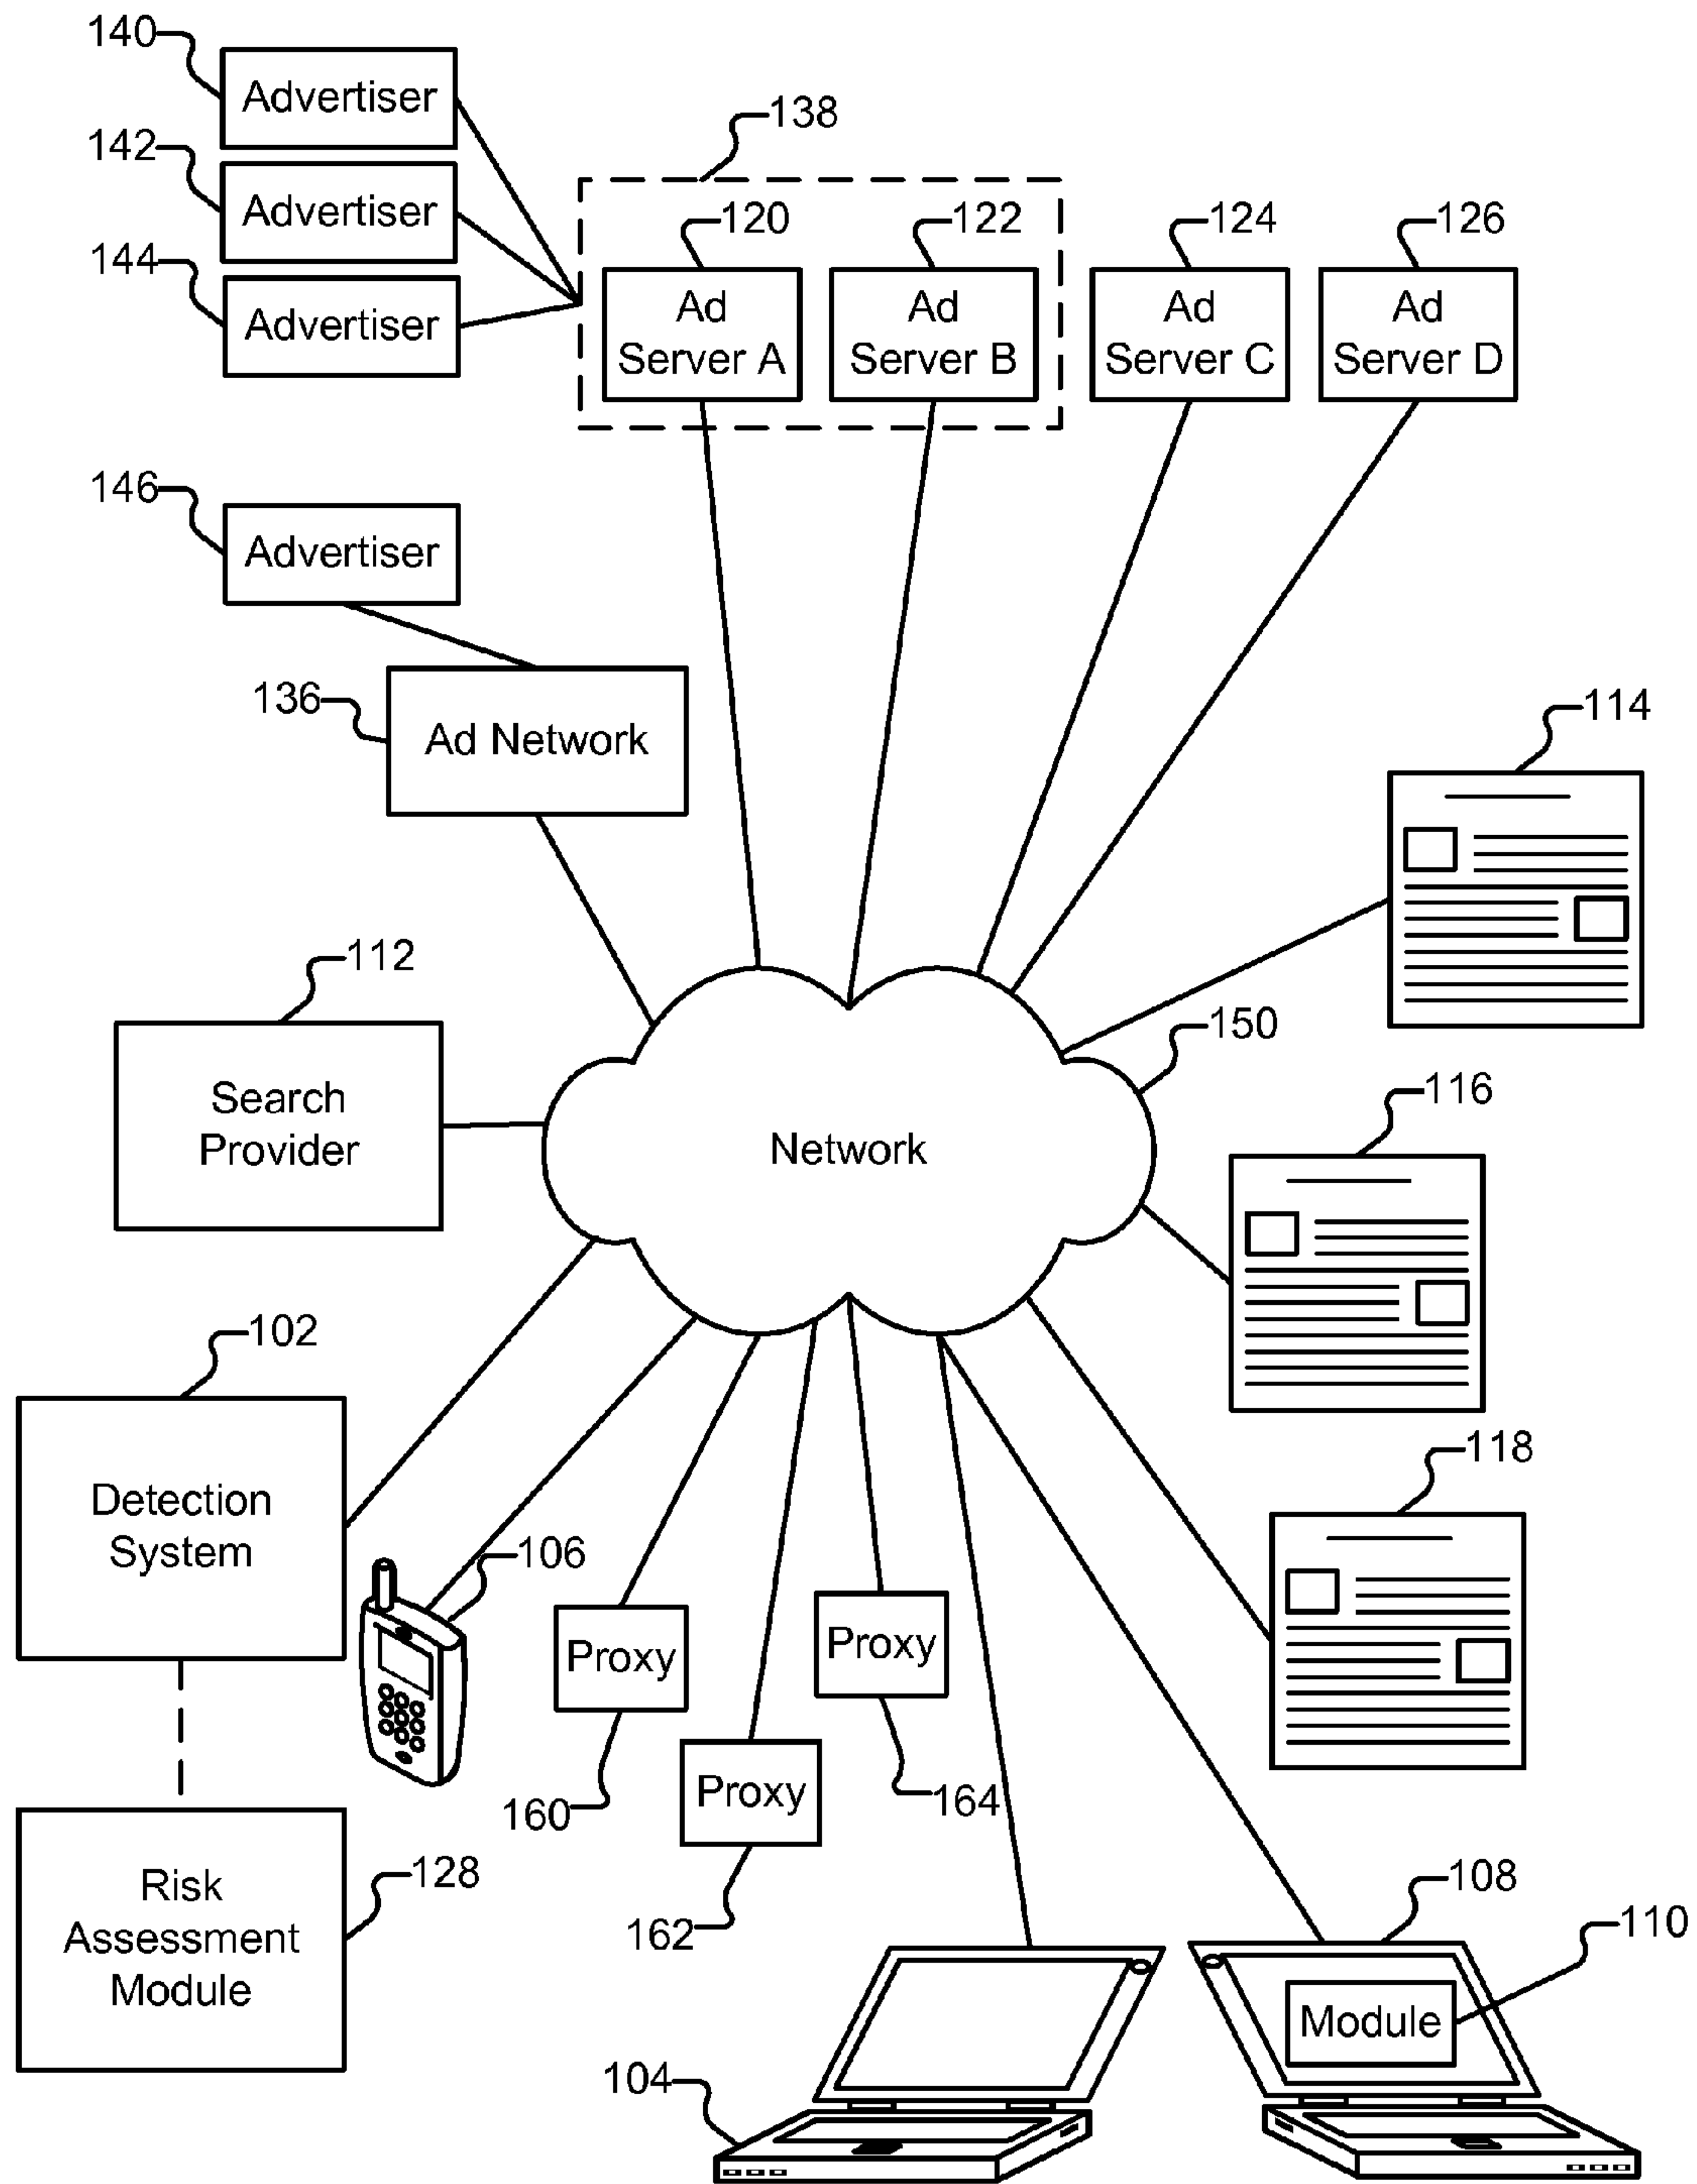 140
Advertiser
142
Advertiser
144
Advertiser
138
120
122
124
126
Ad
Server A
Ad
Server B
Ad
Server C
Ad
Server D
146
Advertiser
136
Ad Network
114
112
Search
Provider
150
Network
116
102
Detection
System
106
118
Proxy
160
Proxy
162
Proxy
164
Risk
Assessment
Module
128
108
110
Module
104